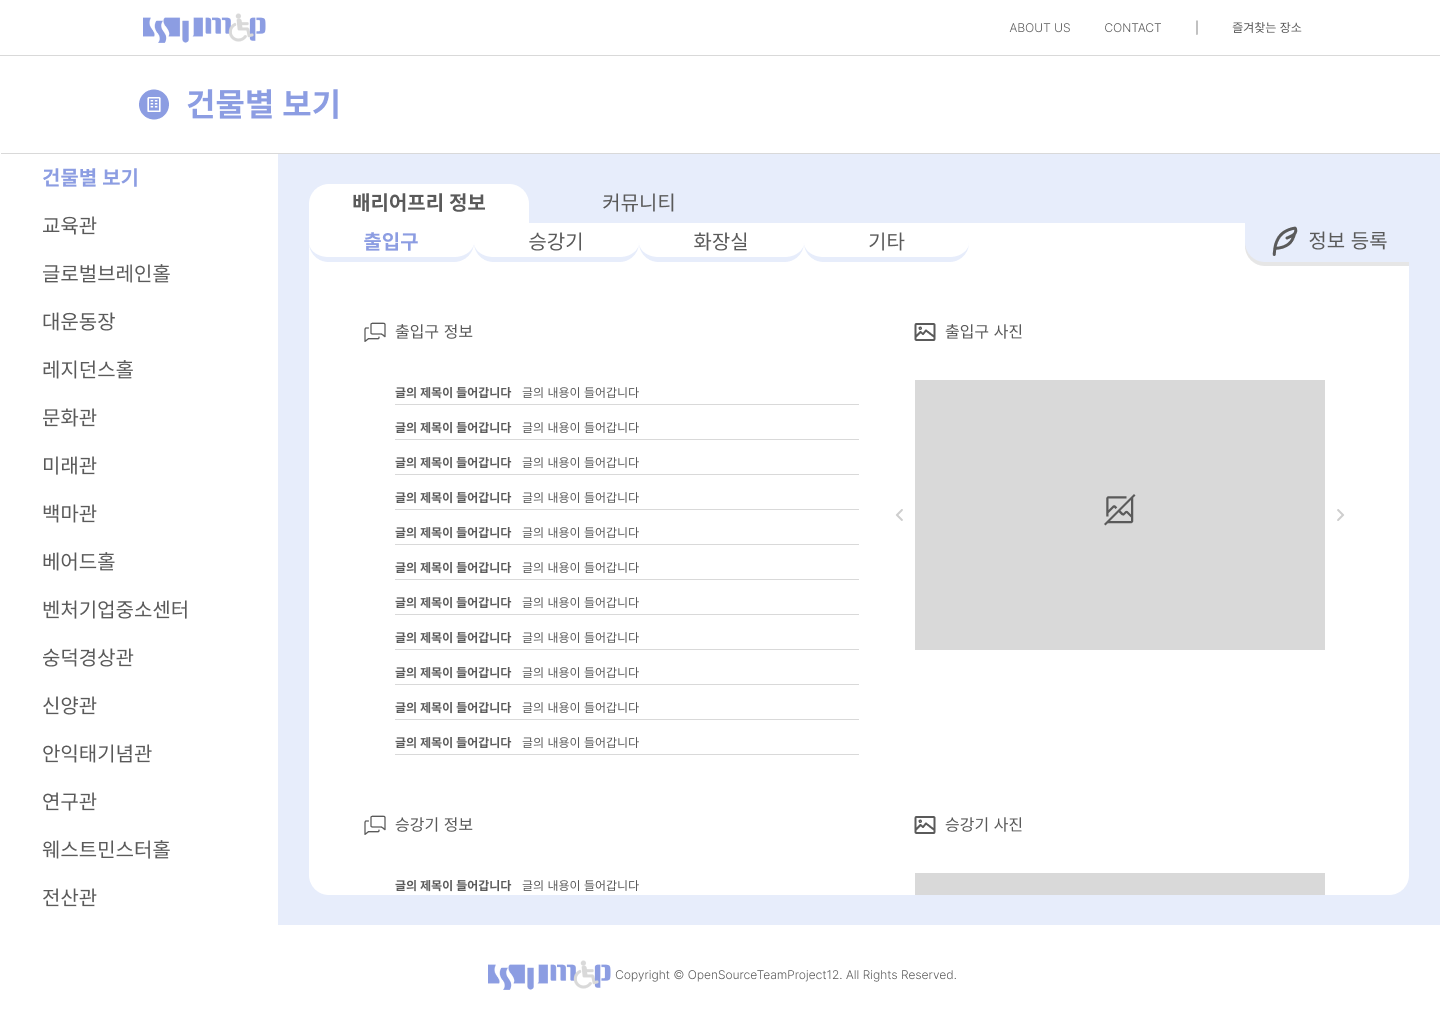 ABOUT US CONTACT | 즐겨찾는 장소
건물별 보기
건물별 보기
교육관
글로벌브레인홀
대운동장
레지던스홀
문화관
미래관
백마관
베어드홀
벤처기업중소센터
숭덕경상관
신양관
안익태기념관
연구관
웨스트민스터홀
전산관
배리어프리 정보 커뮤니티
출입구 승강기 화장실 기타 정보 등록
출입구 정보
글의 제목이 들어갑니다 글의 내용이 들어갑니다
글의 제목이 들어갑니다 글의 내용이 들어갑니다
글의 제목이 들어갑니다 글의 내용이 들어갑니다
글의 제목이 들어갑니다 글의 내용이 들어갑니다
글의 제목이 들어갑니다 글의 내용이 들어갑니다
글의 제목이 들어갑니다 글의 내용이 들어갑니다
글의 제목이 들어갑니다 글의 내용이 들어갑니다
글의 제목이 들어갑니다 글의 내용이 들어갑니다
글의 제목이 들어갑니다 글의 내용이 들어갑니다
글의 제목이 들어갑니다 글의 내용이 들어갑니다
글의 제목이 들어갑니다 글의 내용이 들어갑니다
출입구 사진
승강기 정보
글의 제목이 들어갑니다 글의 내용이 들어갑니다
승강기 사진
Copyright © OpenSourceTeamProject12. All Rights Reserved.